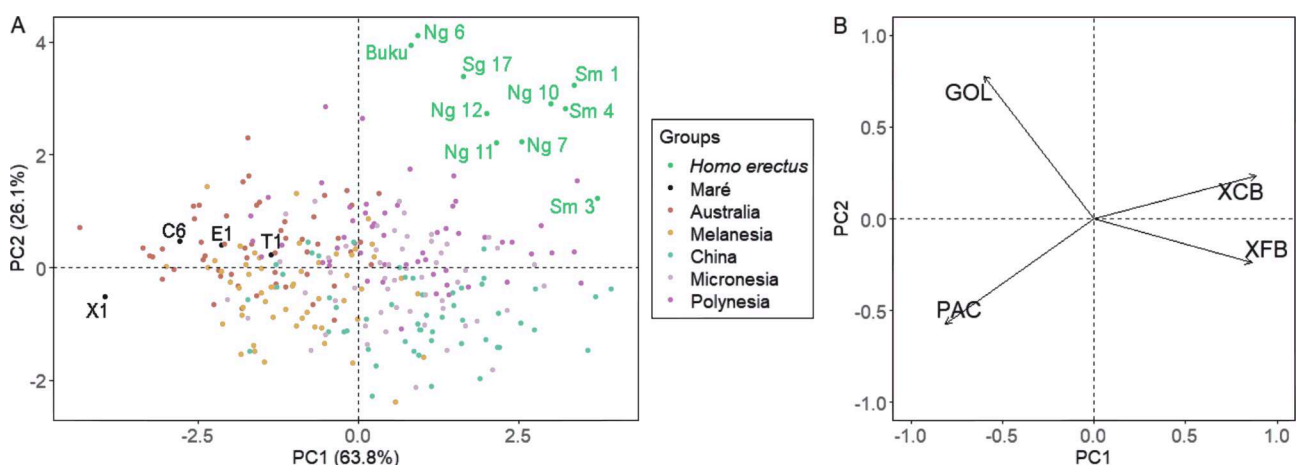 A
PC2 (26.1%)
4
2
0
-2
Ng 6
Buku
Sg 17
Sm 1
Ng 10
Ng 12
Sm 4
Ng 11
Ng 7
Sm 3
C6
E1
T1
X1
-2.5
0.0
2.5
PC1 (63.8%)
Groups
Homo erectus
Maré
Australia
Melanesia
China
Micronesia
Polynesia
B
PC2
1.0
0.5
0.0
-0.5
-1.0
GOL
XCB
XFB
PAC
-1.0
-0.5
0.0
0.5
1.0
PC1